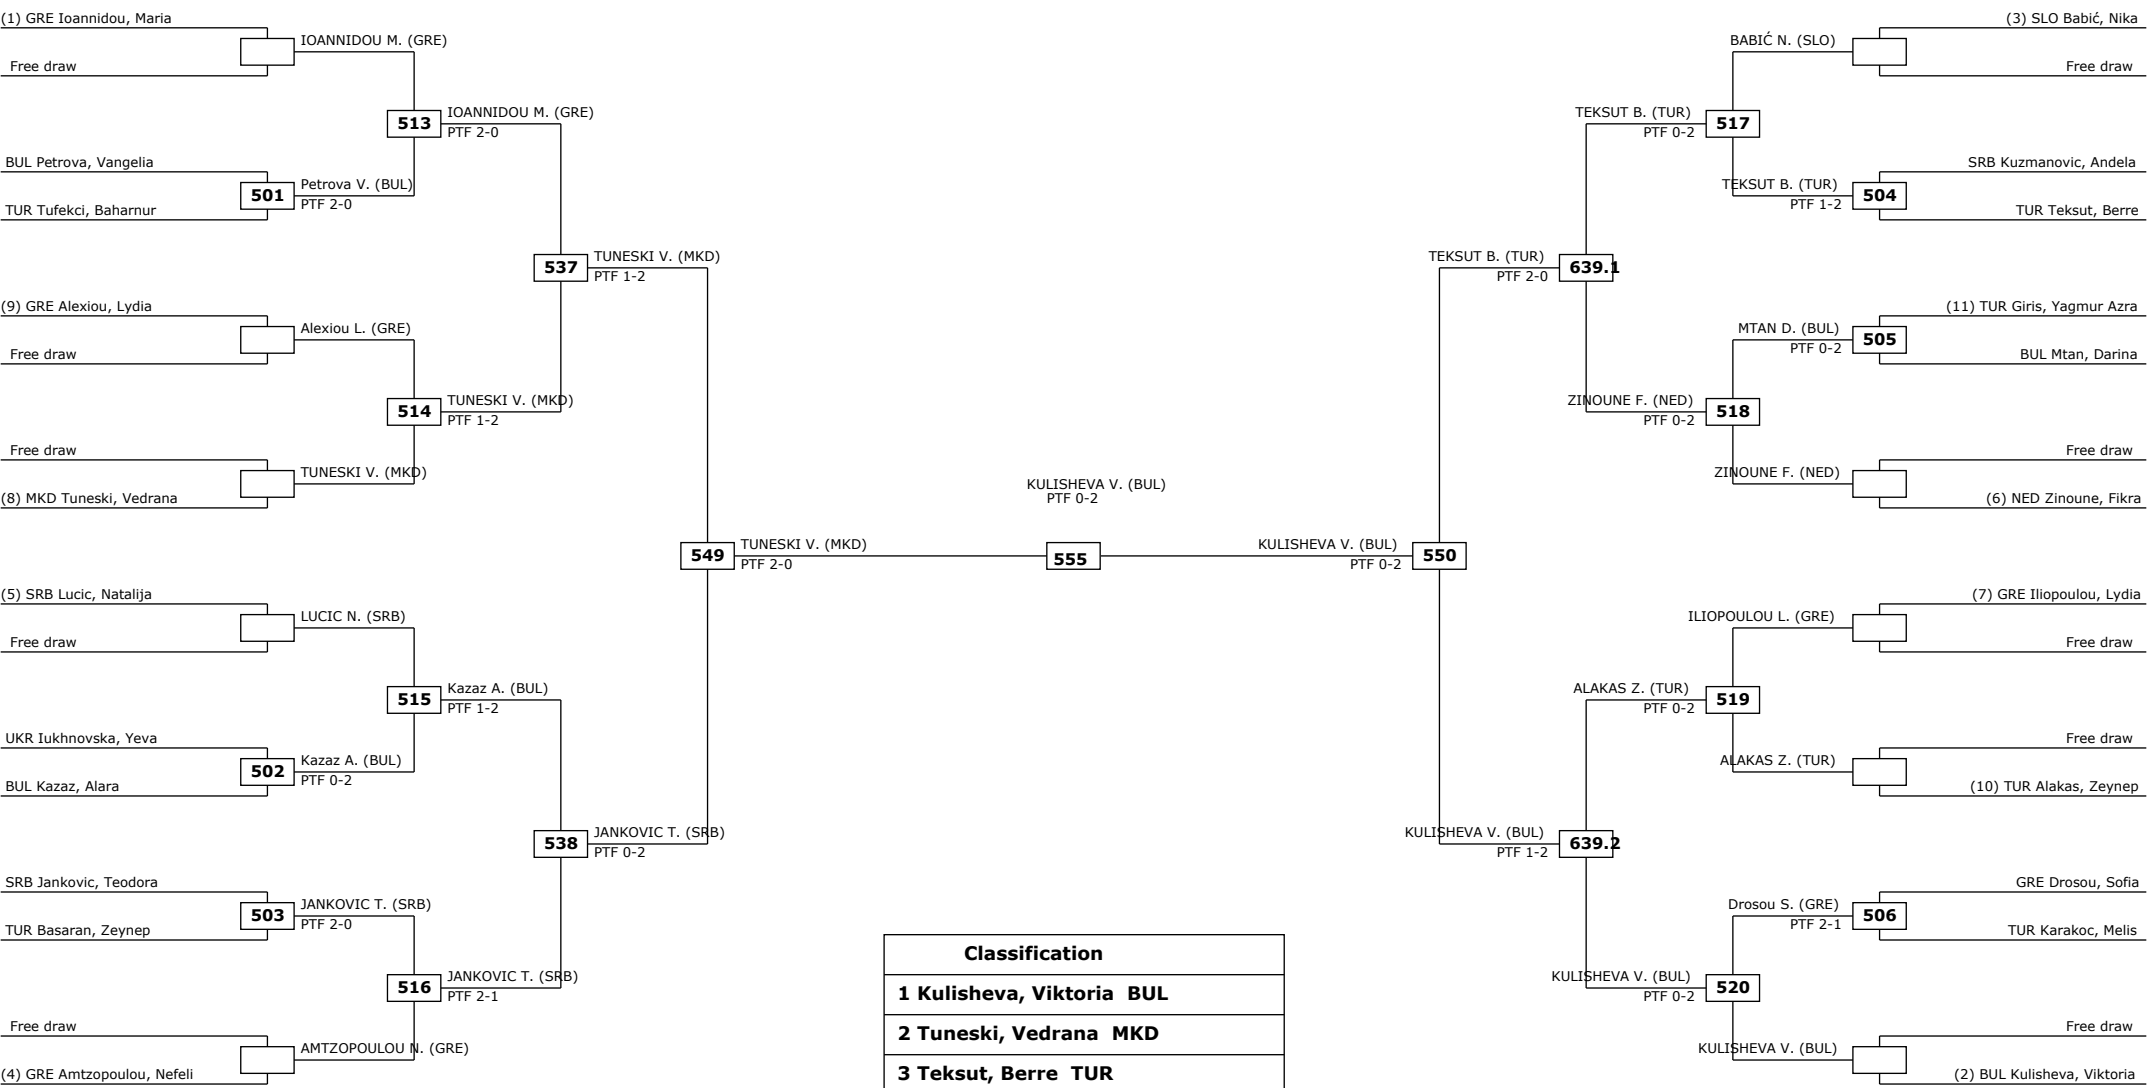 (1) GRE Ioannidou, Maria
IOANNIDOU M. (GRE)
Free draw
513
IOANNIDOU M. (GRE)
PTF 2-0
BUL Petrova, Vangelia
501
Petrova V. (BUL)
PTF 2-0
TUR Tufekci, Baharnur
537
TUNESKI V. (MKD)
PTF 1-2
(9) GRE Alexiou, Lydia
Alexiou L. (GRE)
Free draw
514
TUNESKI V. (MKD)
PTF 1-2
Free draw
TUNESKI V. (MKD)
(8) MKD Tuneski, Vedrana
549
TUNESKI V. (MKD)
PTF 2-0
(5) SRB Lucic, Natalija
LUCIC N. (SRB)
Free draw
515
Kazaz A. (BUL)
PTF 1-2
UKR Iukhnovska, Yeva
502
Kazaz A. (BUL)
PTF 0-2
BUL Kazaz, Alara
538
JANKOVIC T. (SRB)
PTF 0-2
SRB Jankovic, Teodora
503
JANKOVIC T. (SRB)
PTF 2-0
TUR Basaran, Zeynep
516
JANKOVIC T. (SRB)
PTF 2-1
Free draw
AMTZOPOULOU N. (GRE)
(4) GRE Amtzopoulou, Nefeli
KULISHEVA V. (BUL)
PTF 0-2
555
(3) SLO Babić, Nika
BABIĆ N. (SLO)
Free draw
TEKSUT B. (TUR)
PTF 0-2
517
SRB Kuzmanovic, Andela
TEKSUT B. (TUR)
PTF 1-2
504
TUR Teksut, Berre
TEKSUT B. (TUR)
PTF 2-0
639.1
(11) TUR Giris, Yagmur Azra
MTAN D. (BUL)
PTF 0-2
505
BUL Mtan, Darina
ZINOUNE F. (NED)
PTF 0-2
518
Free draw
ZINOUNE F. (NED)
(6) NED Zinoune, Fikra
KULISHEVA V. (BUL)
PTF 0-2
550
(7) GRE Iliopoulou, Lydia
ILIOPOULOU L. (GRE)
Free draw
ALAKAS Z. (TUR)
PTF 0-2
519
Free draw
ALAKAS Z. (TUR)
(10) TUR Alakas, Zeynep
KULISHEVA V. (BUL)
PTF 1-2
639.2
GRE Drosou, Sofia
Drosou S. (GRE)
PTF 2-1
506
TUR Karakoc, Melis
KULISHEVA V. (BUL)
PTF 0-2
520
Free draw
KULISHEVA V. (BUL)
(2) BUL Kulisheva, Viktoria
Classification
1 Kulisheva, Viktoria BUL
2 Tuneski, Vedrana MKD
3 Teksut, Berre TUR